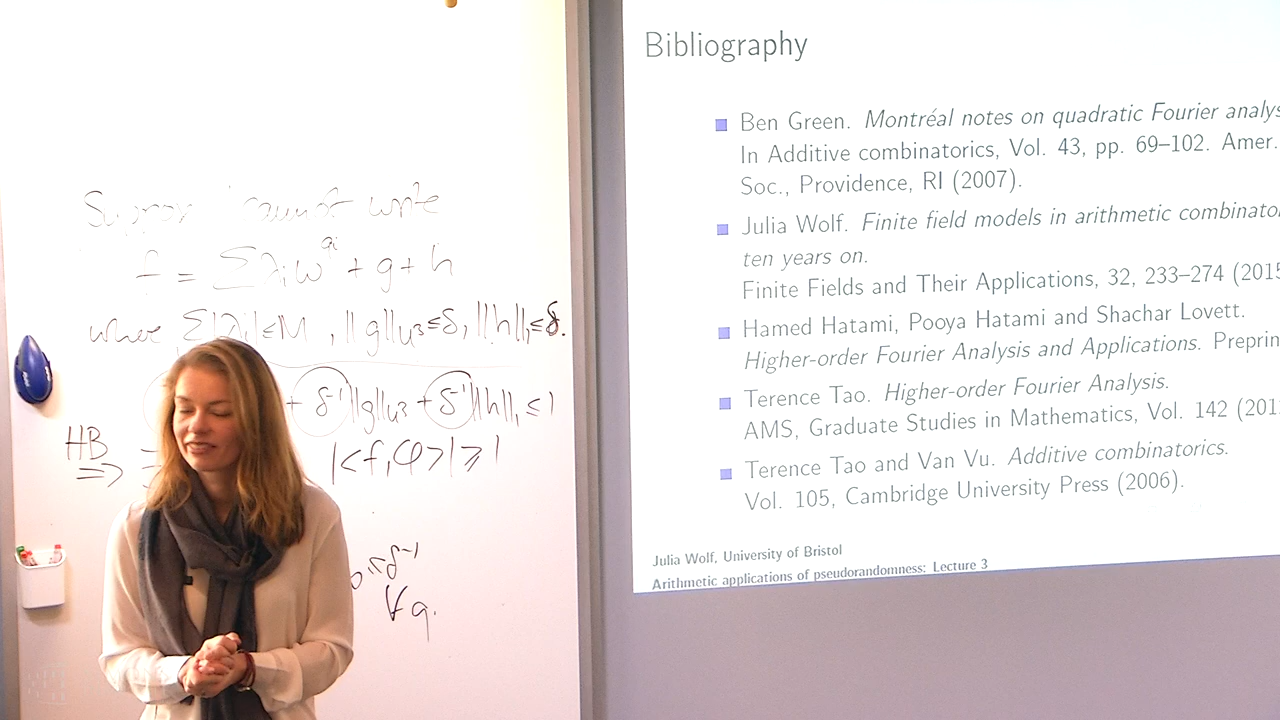 Suppose cannot write
f = Σλᵢω^qᵢ + g + h
where Σ|λᵢ| ≤ M, ||g||u³ ≤ δ, ||h||₁ ≤ δ.
+ δ⁻¹||g||u³ + δ⁻¹||h||₁ ≤ 1
HB ⇒ |<f, φ>| ≥ 1
≤ δ⁻¹
∀ q.
Bibliography
Ben Green. Montréal notes on quadratic Fourier analys
In Additive combinatorics, Vol. 43, pp. 69–102. Amer.
Soc., Providence, RI (2007).
Julia Wolf. Finite field models in arithmetic combinato
ten years on.
Finite Fields and Their Applications, 32, 233–274 (2015
Hamed Hatami, Pooya Hatami and Shachar Lovett.
Higher-order Fourier Analysis and Applications. Preprin
Terence Tao. Higher-order Fourier Analysis.
AMS, Graduate Studies in Mathematics, Vol. 142 (201
Terence Tao and Van Vu. Additive combinatorics.
Vol. 105, Cambridge University Press (2006).
Julia Wolf, University of Bristol
Arithmetic applications of pseudorandomness: Lecture 3